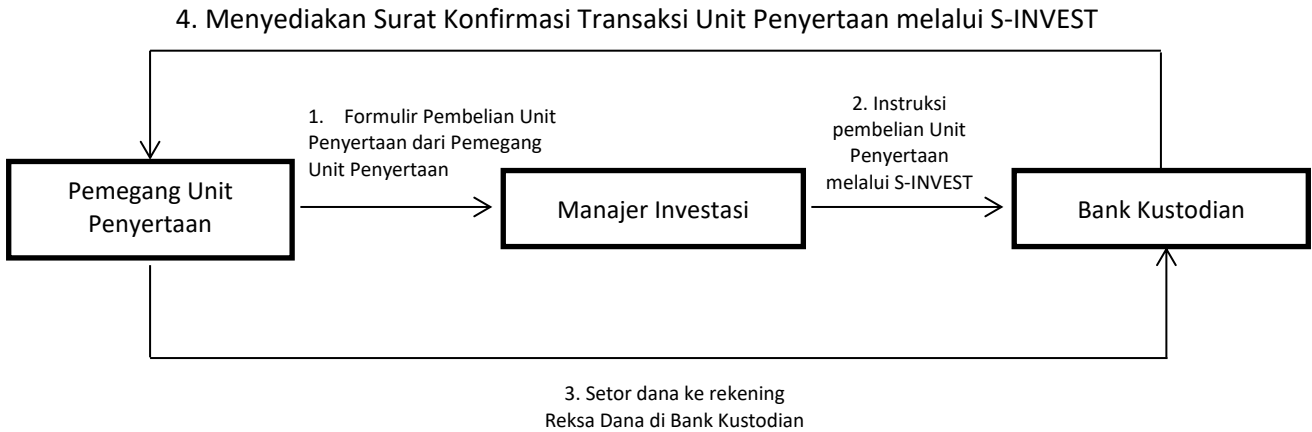 4. Menyediakan Surat Konfirmasi Transaksi Unit Penyertaan melalui S-INVEST
1. Formulir Pembelian Unit
Penyertaan dari Pemegang
Unit Penyertaan
2. Instruksi
pembelian Unit
Penyertaan
melalui S-INVEST
Pemegang Unit
Penyertaan
Manajer Investasi
Bank Kustodian
3. Setor dana ke rekening
Reksa Dana di Bank Kustodian